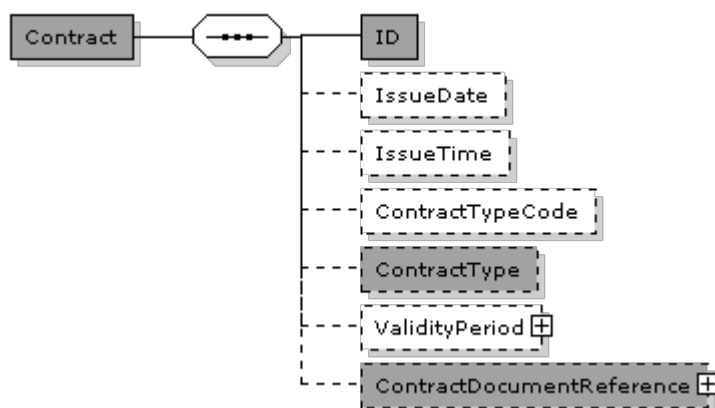 Contract
ID
IssueDate
IssueTime
ContractTypeCode
ContractType
ValidityPeriod
ContractDocumentReference